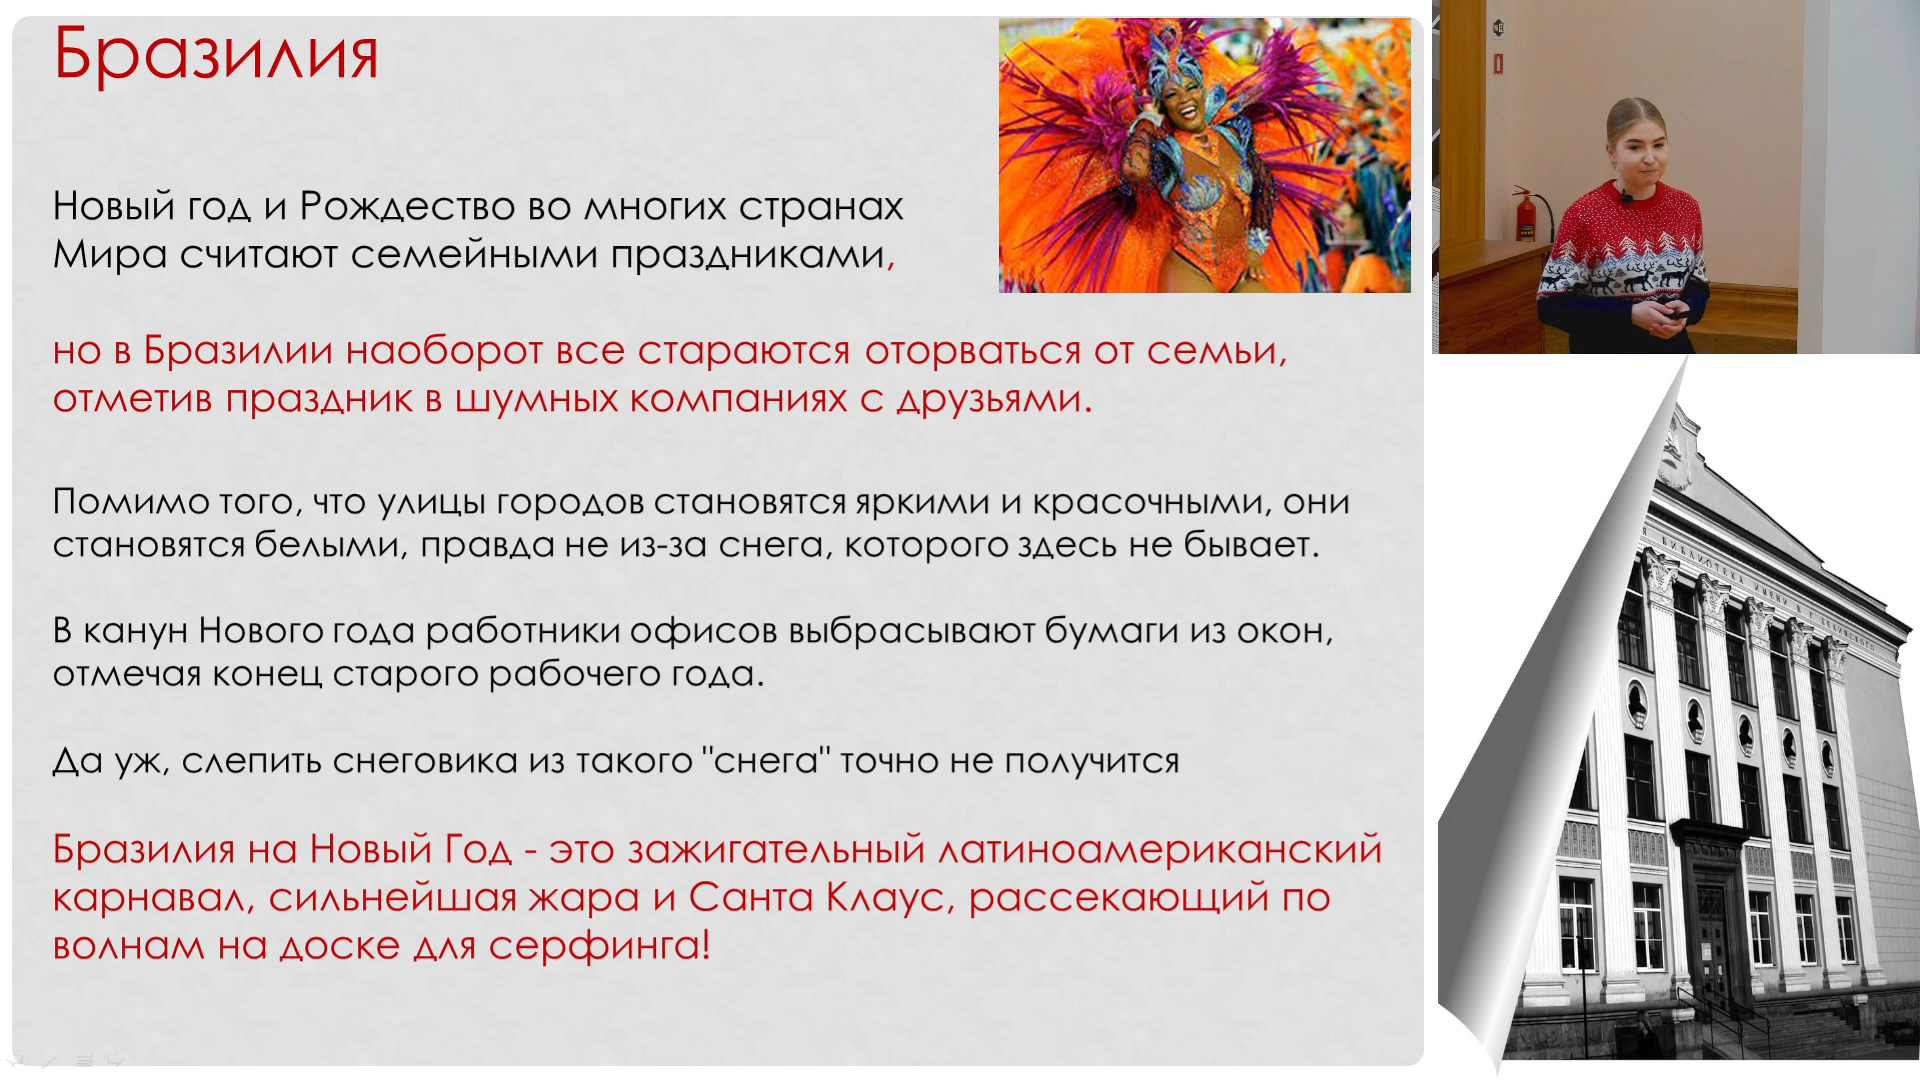 Бразилия
Новый год и Рождество во многих странах
Мира считают семейными праздниками,
но в Бразилии наоборот все стараются оторваться от семьи,
отметив праздник в шумных компаниях с друзьями.
Помимо того, что улицы городов становятся яркими и красочными, они
становятся белыми, правда не из-за снега, которого здесь не бывает.
В канун Нового года работники офисов выбрасывают бумаги из окон,
отмечая конец старого рабочего года.
Да уж, слепить снеговика из такого "снега" точно не получится
Бразилия на Новый Год - это зажигательный латиноамериканский
карнавал, сильнейшая жара и Санта Клаус, рассекающий по
волнам на доске для серфинга!
БИБЛИОТЕКА ИМЕНИ В Г БЕЛИНСКОГО